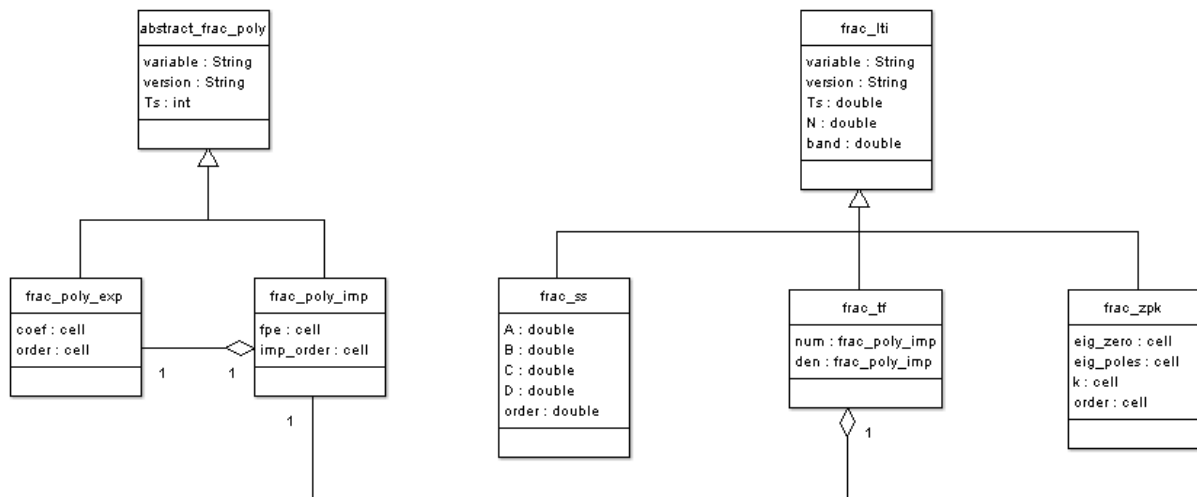 abstract_frac_poly
variable : String
version : String
Ts : int
frac_lti
variable : String
version : String
Ts : double
N : double
band : double
frac_poly_exp
coef : cell
order : cell
1
1
frac_poly_imp
fpe : cell
imp_order : cell
1
frac_ss
A : double
B : double
C : double
D : double
order : double
frac_tf
num : frac_poly_imp
den : frac_poly_imp
1
frac_zpk
eig_zero : cell
eig_poles : cell
k : cell
order : cell